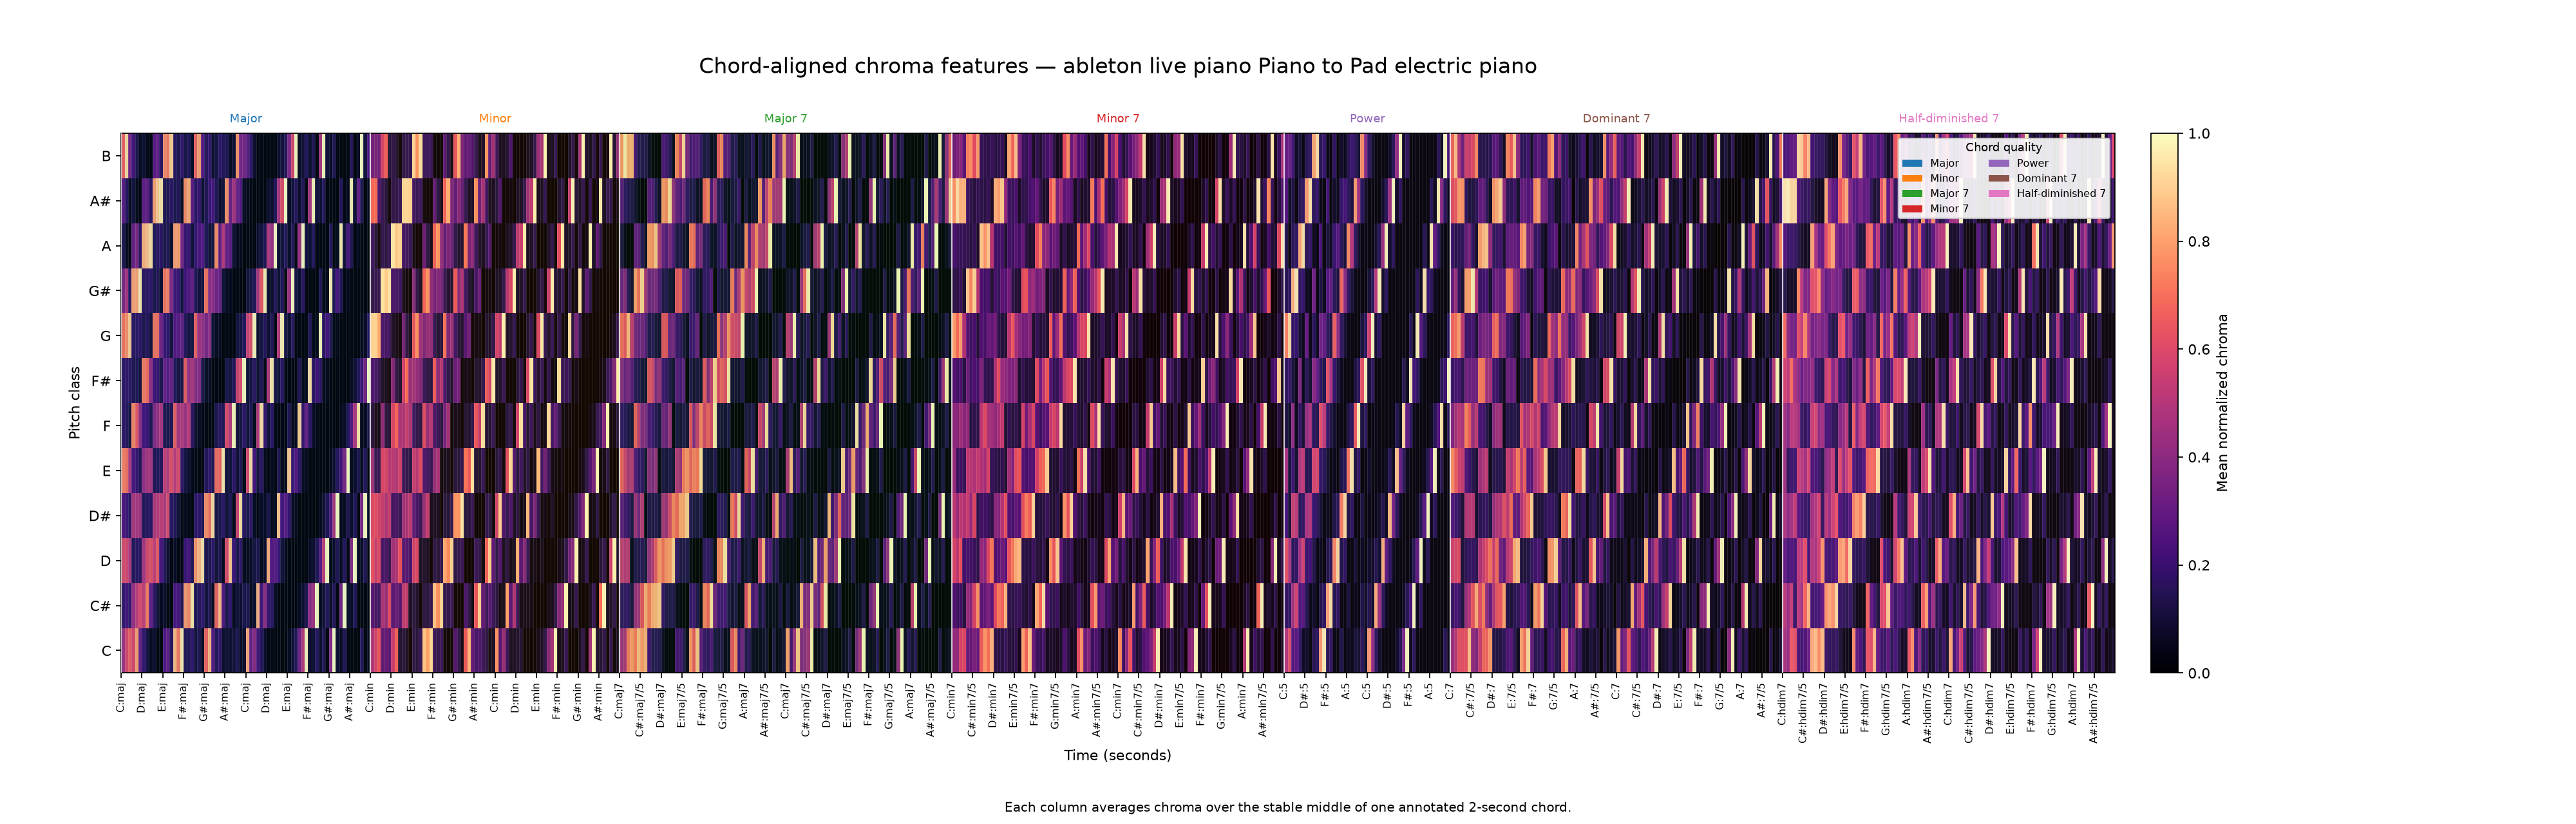 Chord-aligned chroma features — ableton live piano Piano to Pad electric piano
Major
Minor
Major 7
Minor 7
Power
Dominant 7
Half-diminished 7
Chord quality
Major
Minor
Major 7
Minor 7
Power
Dominant 7
Half-diminished 7
Pitch class
B
A#
A
G#
G
F#
F
E
D#
D
C#
C
C:maj
D:maj
E:maj
F#:maj
G#:maj
A#:maj
C:maj
D:maj
E:maj
F#:maj
G#:maj
A#:maj
C:min
D:min
E:min
F#:min
G#:min
A#:min
C:min
D:min
E:min
F#:min
G#:min
A#:min
C:maj7
C#:maj7/5
D#:maj7
E:maj7/5
F#:maj7
G:maj7/5
A:maj7
A#:maj7/5
C:maj7
C#:maj7/5
D#:maj7
E:maj7/5
F#:maj7
G:maj7/5
A:maj7
A#:maj7/5
C:min7
C#:min7/5
D#:min7
E:min7/5
F#:min7
G:min7/5
A:min7
A#:min7/5
C:min7
C#:min7/5
D#:min7
E:min7/5
F#:min7
G:min7/5
A:min7
A#:min7/5
C:5
D#:5
F#:5
A:5
C:5
D#:5
F#:5
A:5
C:7
C#:7/5
D#:7
E:7/5
F#:7
G:7/5
A:7
A#:7/5
C:7
C#:7/5
D#:7
E:7/5
F#:7
G:7/5
A:7
A#:7/5
C:hdim7
C#:hdim7/5
D#:hdim7
E:hdim7/5
F#:hdim7
G:hdim7/5
A:hdim7
A#:hdim7/5
C:hdim7
C#:hdim7/5
D#:hdim7
E:hdim7/5
F#:hdim7
G:hdim7/5
A:hdim7
A#:hdim7/5
Time (seconds)
1.0
0.8
0.6
0.4
0.2
0.0
Mean normalized chroma
Each column averages chroma over the stable middle of one annotated 2-second chord.